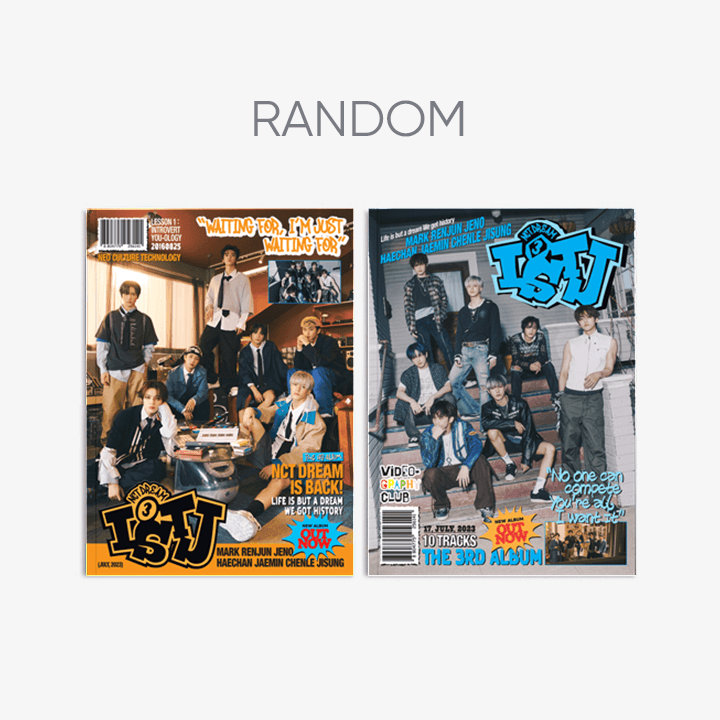 RANDOM
LESSON 1 :
INTROVERT
YOU-OLOGY
20160825
NEO CULTURE TECHNOLOGY
"WAITING FOR, I'M JUST
WAITING FOR"
NCT DREAM
IS BACK!
LIFE IS BUT A DREAM
WE GOT HISTORY
NEW ALBUM
OUT
NOW
NCT DREAM
3
ISTJ
(JULY, 2023)
MARK RENJUN JENO
HAECHAN JAEMIN CHENLE JISUNG
Life is but a dream We got history
MARK RENJUN JENO
HAECHAN JAEMIN CHENLE JISUNG
NCT DREAM
3
ISTJ
VIDEO-
GRAPHY
CLUB
"No one can
compete
You're all
I want it"
17, JULY, 2023
10 TRACKS
THE 3RD ALBUM
NEW ALBUM
OUT
NOW